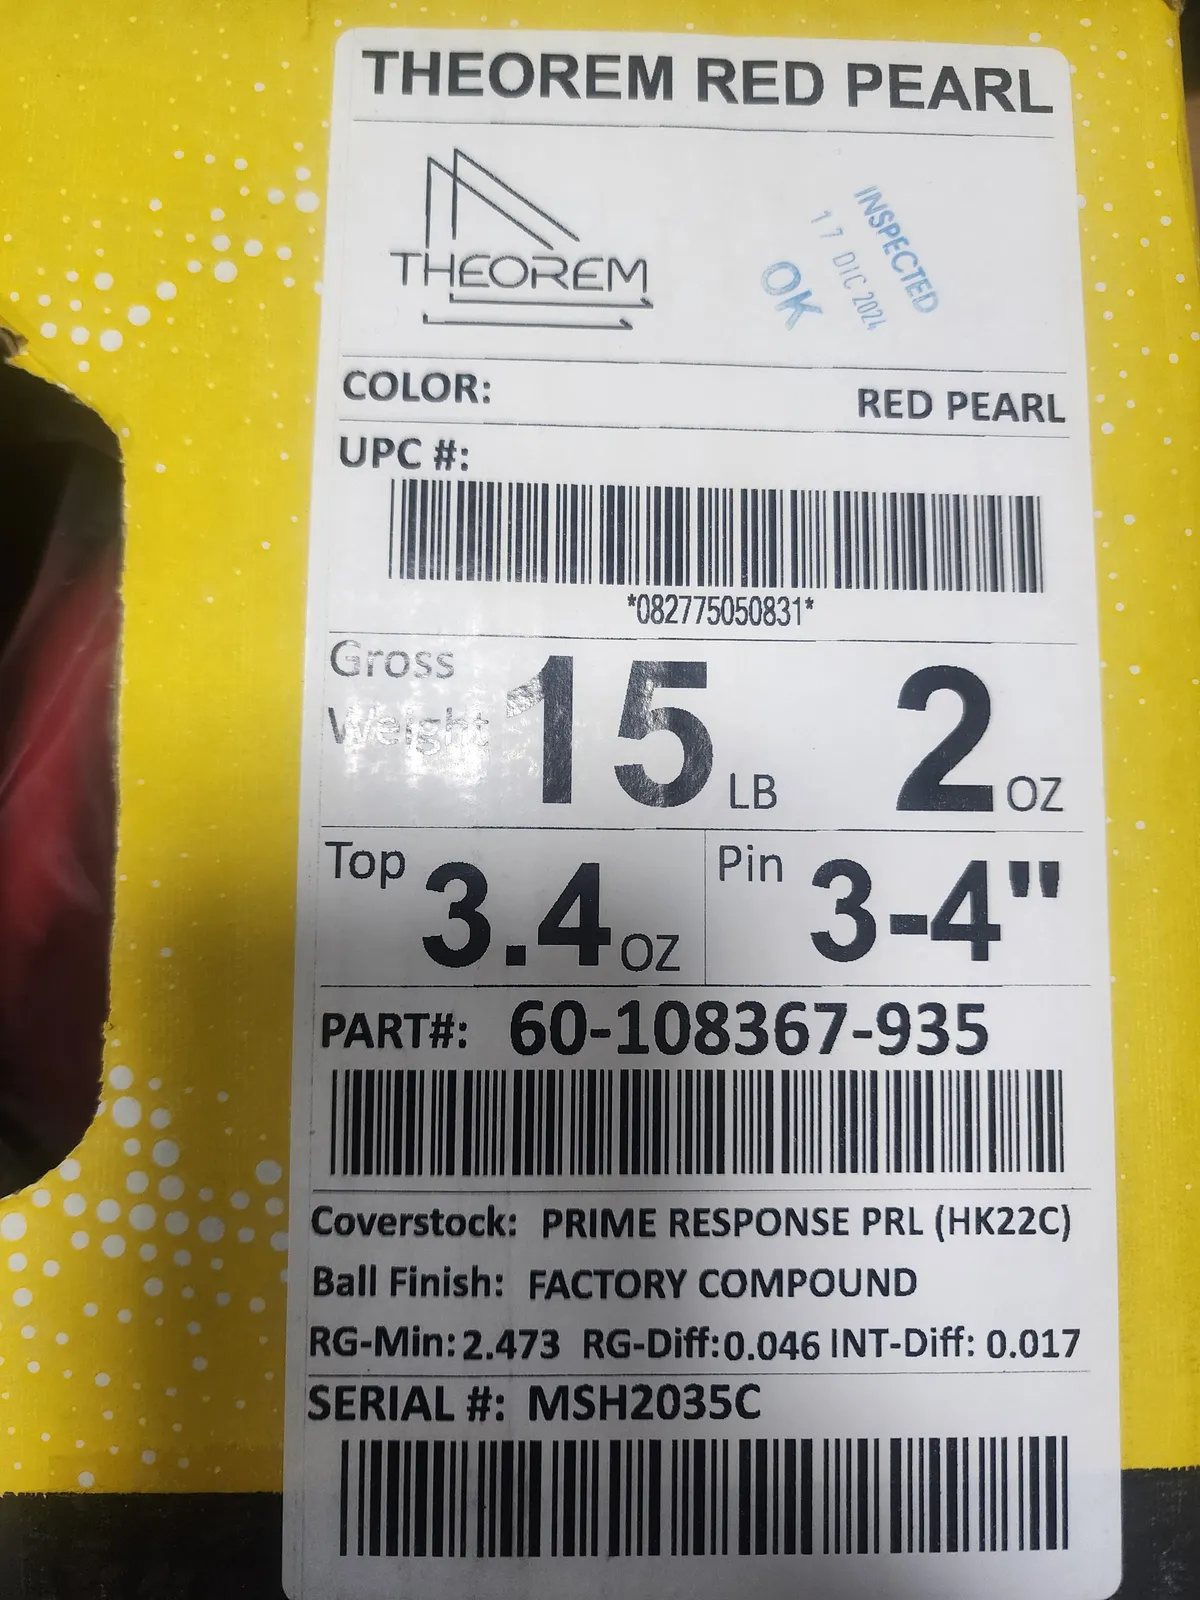 THEOREM RED PEARL
THEOREM
INSPECTED
17 DIC 2024
OK
COLOR: RED PEARL
UPC #:
*082775050831*
Gross Weight 15 LB 2 OZ
Top 3.4 OZ Pin 3-4"
PART#: 60-108367-935
Coverstock: PRIME RESPONSE PRL (HK22C)
Ball Finish: FACTORY COMPOUND
RG-Min: 2.473 RG-Diff: 0.046 INT-Diff: 0.017
SERIAL #: MSH2035C